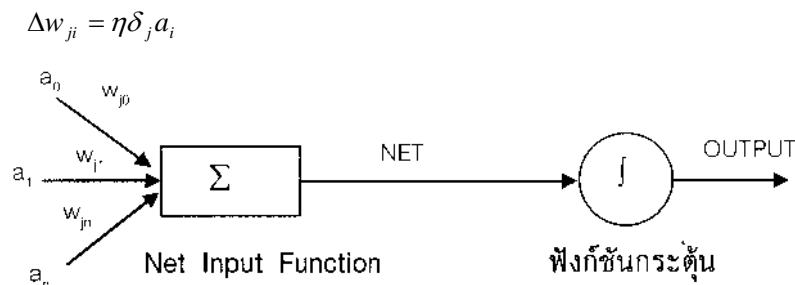 Δw_ji = ηδ_j a_i
a_0
w_j0
NET
OUTPUT
a_1
Σ
∫
w_jn
Net Input Function
ฟังก์ชันกระตุ้น